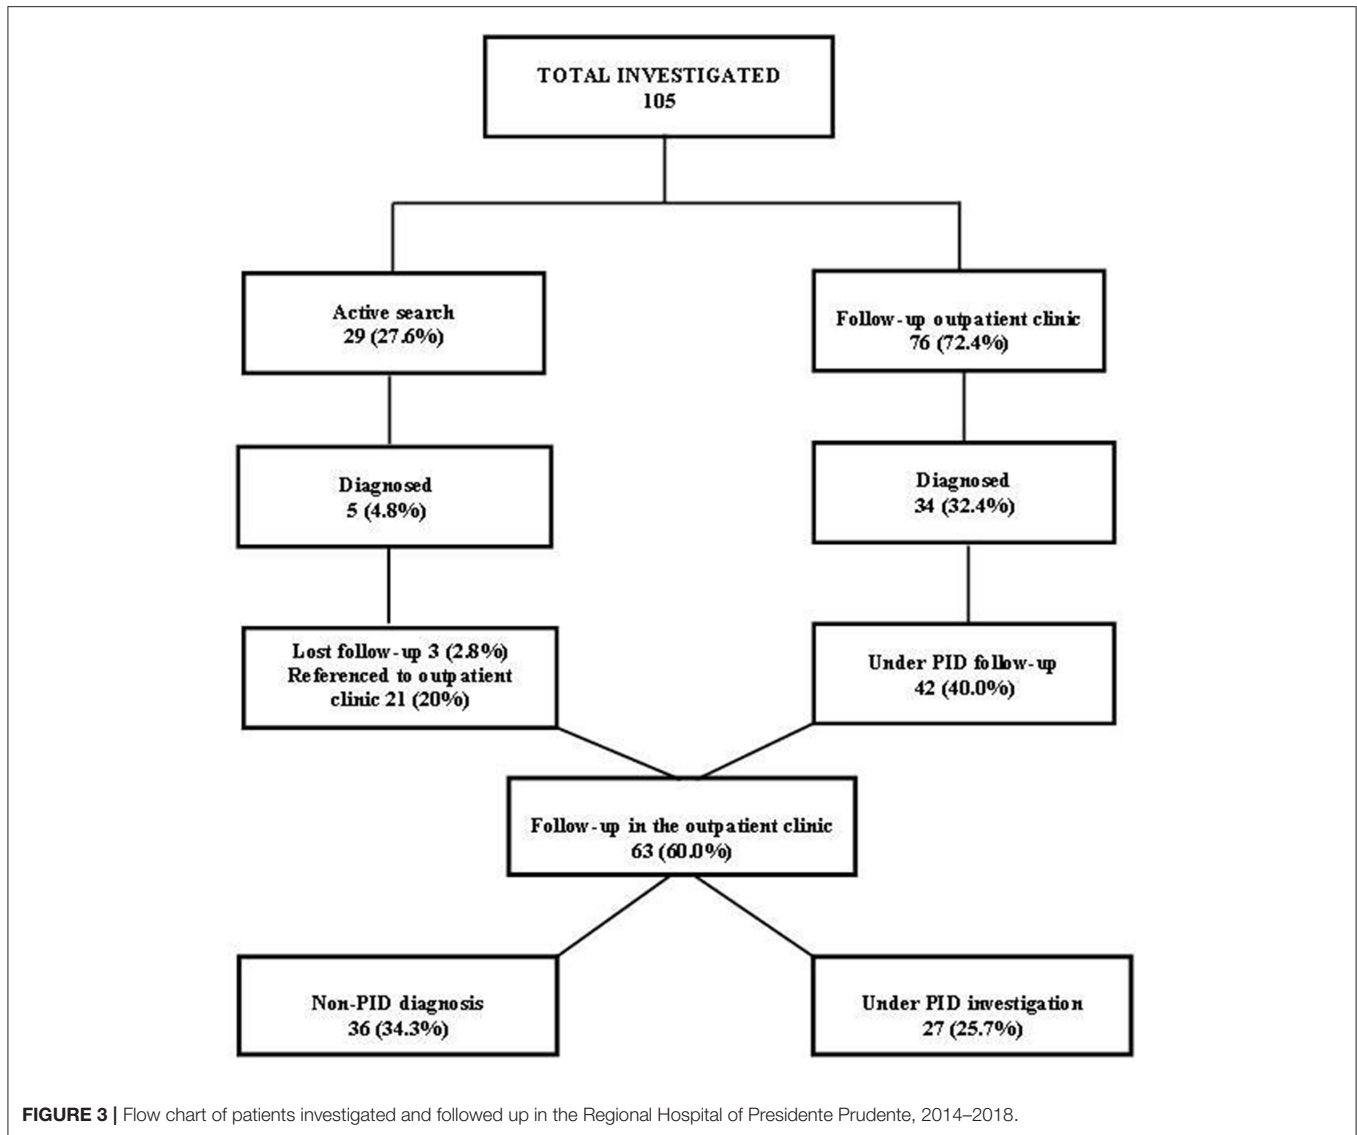 TOTAL INVESTIGATED
105
Active search
29 (27.6%)
Follow-up outpatient clinic
76 (72.4%)
Diagnosed
5 (4.8%)
Diagnosed
34 (32.4%)
Lost follow-up 3 (2.8%)
Referenced to outpatient
clinic 21 (20%)
Under PID follow-up
42 (40.0%)
Follow-up in the outpatient clinic
63 (60.0%)
Non-PID diagnosis
36 (34.3%)
Under PID investigation
27 (25.7%)
FIGURE 3 | Flow chart of patients investigated and followed up in the Regional Hospital of Presidente Prudente, 2014–2018.